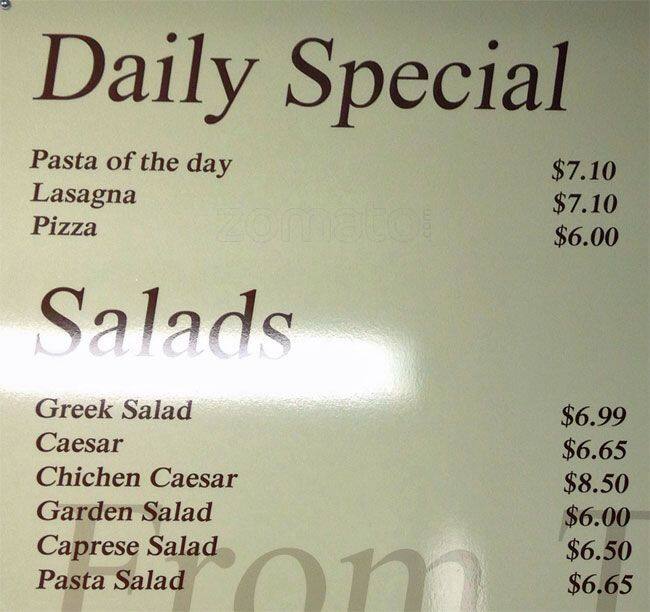 Daily Special
Pasta of the day $7.10
Lasagna $7.10
Pizza $6.00
zomato
Salads
Greek Salad $6.99
Caesar $6.65
Chichen Caesar $8.50
Garden Salad $6.00
Caprese Salad $6.50
Pasta Salad $6.65
From T